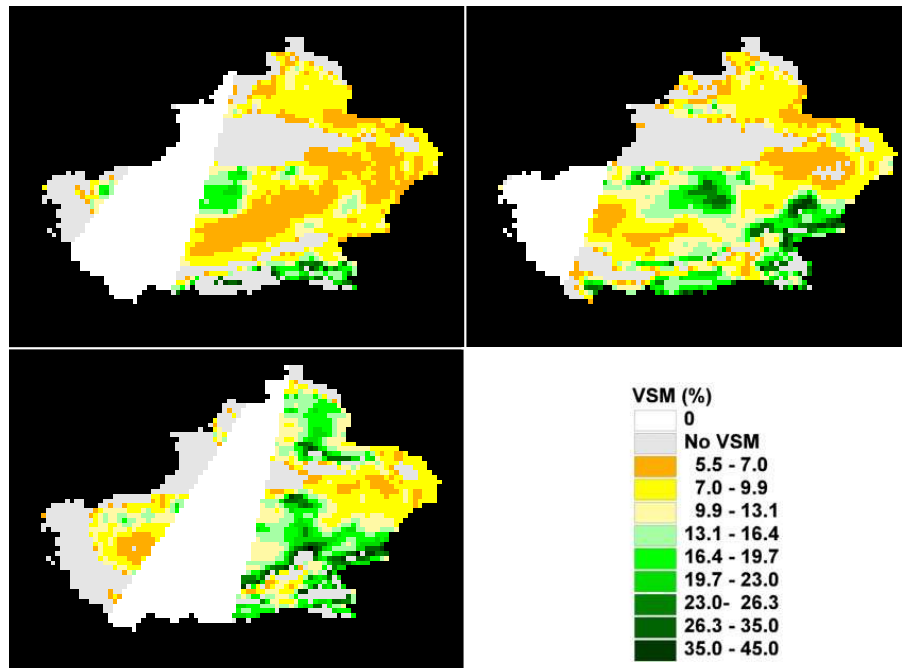 VSM (%)
0
No VSM
5.5 - 7.0
7.0 - 9.9
9.9 - 13.1
13.1 - 16.4
16.4 - 19.7
19.7 - 23.0
23.0- 26.3
26.3 - 35.0
35.0 - 45.0